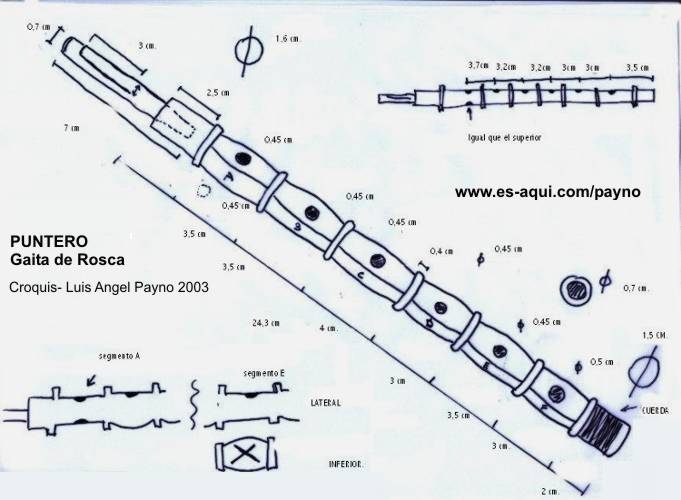 0,7 cm
3 cm.
1,6 cm.
2,5 cm
7 cm
3,7cm 3,2cm 3,2cm 3cm 3cm 3,5 cm
Igual que el superior
0,45 cm
A
0,45 cm
www.es-aqui.com/payno
0,45 cm
B
0,45 cm
3,5 cm
PUNTERO
Gaita de Rosca
C
0,4 cm
0,45 cm
3,5 cm
Croquis- Luis Angel Payno 2003
0,7 cm.
24,3 cm
4 cm.
D
0,45 cm
1,5 CM.
segmento A
segmento E
E
0,5 cm
3 cm
F
LATERAL
CUERDA
3,5 cm
3 cm.
INFERIOR.
2 cm.